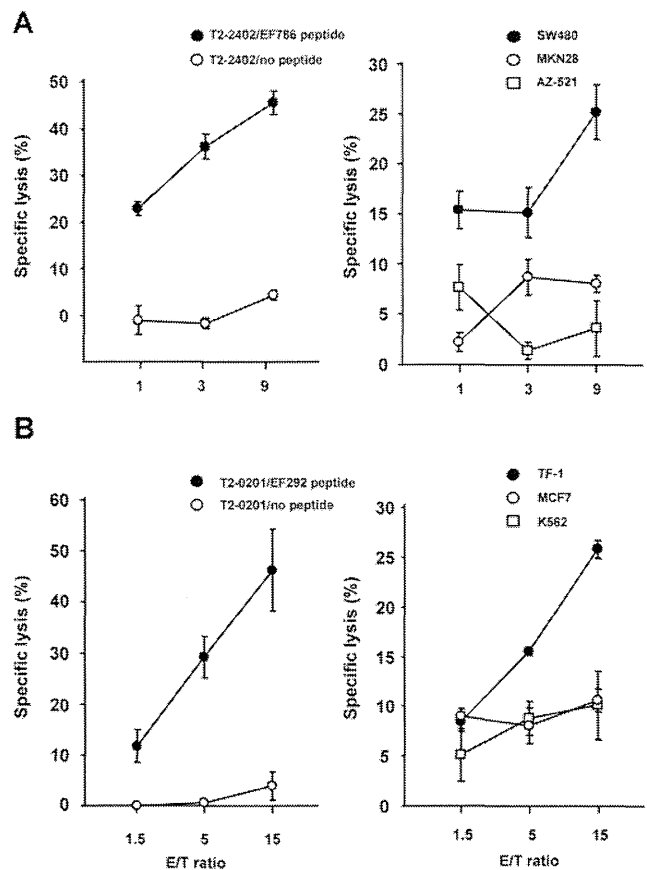 A
T2-2402/EF786 peptide
T2-2402/no peptide
Specific lysis (%)
50
40
30
20
10
0
1
3
9
SW480
MKN28
AZ-521
Specific lysis (%)
30
25
20
15
10
5
0
1
3
9
B
T2-0201/EF292 peptide
T2-0201/no peptide
Specific lysis (%)
60
50
40
30
20
10
0
1.5
5
15
E/T ratio
TF-1
MCF7
K562
Specific lysis (%)
30
25
20
15
10
5
0
1.5
5
15
E/T ratio